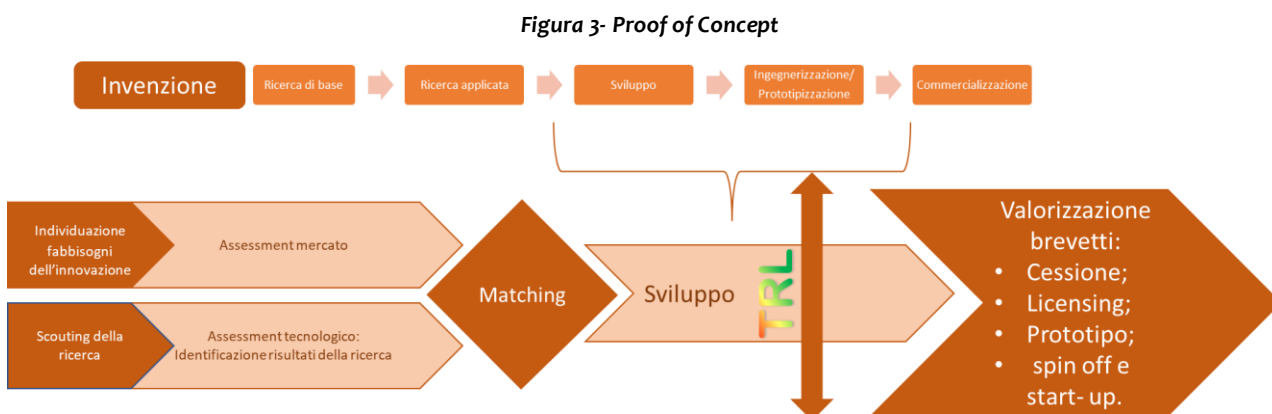 Figura 3- Proof of Concept
Invenzione
Ricerca di base
Ricerca applicata
Sviluppo
Ingegnerizzazione/
Prototipizzazione
Commercializzazione
Individuazione
fabbisogni
dell'innovazione
Assessment mercato
Scouting della
ricerca
Assessment tecnologico:
Identificazione risultati della ricerca
Matching
Sviluppo
TRL
Valorizzazione
brevetti:
• Cessione;
• Licensing;
• Prototipo;
• spin off e
start- up.